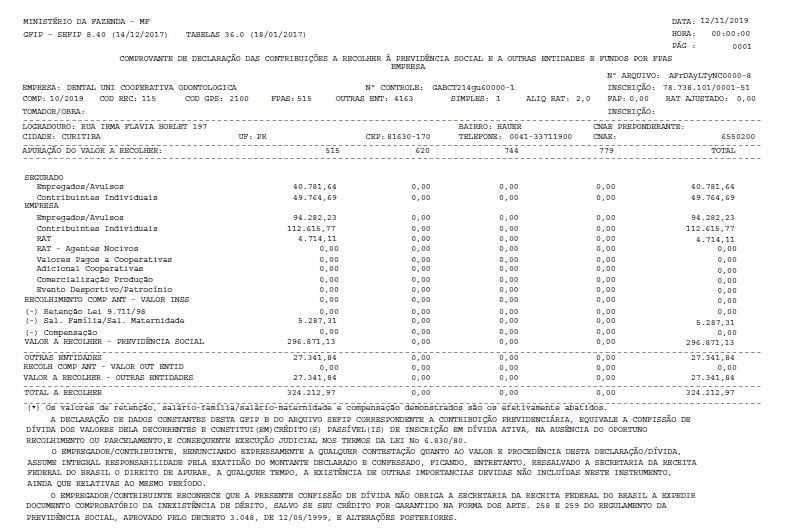 MINISTÉRIO DA FAZENDA - MF DATA: 12/11/2019
GFIP - SEFIP 8.40 (14/12/2017) TABELAS 36.0 (18/01/2017) HORA: 00:00:00
PÁG : 0001
COMPROVANTE DE DECLARAÇÃO DAS CONTRIBUIÇÕES A RECOLHER À PREVIDÊNCIA SOCIAL E A OUTRAS ENTIDADES E FUNDOS POR FPAS
EMPRESA
N° ARQUIVO: AFrDAyLTyNC0000-8
EMPRESA: DENTAL UNI COOPERATIVA ODONTOLOGICA N° CONTROLE: GABCT214gu60000-1 INSCRIÇÃO: 78.738.101/0001-51
COMP: 10/2019 COD REC: 115 COD GPS: 2100 FPAS: 515 OUTRAS ENT: 4163 SIMPLES: 1 ALIQ RAT: 2,0 FAP: 0,00 RAT AJUSTADO: 0,00
TOMADOR/OBRA: INSCRIÇÃO:
LOGRADOURO: RUA IRMA FLAVIA BORLET 197 BAIRRO: HAUER CNAE PREPONDERANTE:
CIDADE: CURITIBA UF: PR CEP: 81630-170 TELEFONE: 0041-33711900 CNAE: 6550200
APURAÇÃO DO VALOR A RECOLHER: 515 620 744 779 TOTAL
SEGURADO
Empregados/Avulsos 40.781,64 0,00 0,00 0,00 40.781,64
Contribuintes Individuais 49.764,69 0,00 0,00 0,00 49.764,69
EMPRESA
Empregados/Avulsos 94.282,23 0,00 0,00 0,00 94.282,23
Contribuintes Individuais 112.615,77 0,00 0,00 0,00 112.615,77
RAT 4.714,11 0,00 0,00 0,00 4.714,11
RAT - Agentes Nocivos 0,00 0,00 0,00 0,00 0,00
Valores Pagos a Cooperativas 0,00 0,00 0,00 0,00 0,00
Adicional Cooperativas 0,00 0,00 0,00 0,00 0,00
Comercialização Produção 0,00 0,00 0,00 0,00 0,00
Evento Desportivo/Patrocínio 0,00 0,00 0,00 0,00 0,00
RECOLHIMENTO COMP ANT - VALOR INSS 0,00 0,00 0,00 0,00 0,00
(-) Retenção Lei 9.711/98 0,00 0,00 0,00 0,00 0,00
(-) Sal. Família/Sal. Maternidade 5.287,31 0,00 0,00 0,00 5.287,31
(-) Compensação 0,00 0,00 0,00 0,00 0,00
VALOR A RECOLHER - PREVIDÊNCIA SOCIAL 296.871,13 0,00 0,00 0,00 296.871,13
OUTRAS ENTIDADES 27.341,84 0,00 0,00 0,00 27.341,84
RECOLH COMP ANT - VALOR OUT ENTID 0,00 0,00 0,00 0,00 0,00
VALOR A RECOLHER - OUTRAS ENTIDADES 27.341,84 0,00 0,00 0,00 27.341,84
TOTAL A RECOLHER 324.212,97 0,00 0,00 0,00 324.212,97
(*) Os valores de retenção, salário-família/salário-maternidade e compensação demonstrados são os efetivamente abatidos.
A DECLARAÇÃO DE DADOS CONSTANTES DESTA GFIP E DO ARQUIVO SEFIP CORRESPONDENTE A CONTRIBUIÇÃO PREVIDENCIÁRIA, EQUIVALE A CONFISSÃO DE
DÍVIDA DOS VALORES DELA DECORRENTES E CONSTITUI(EM)CRÉDITO(S) PASSÍVEL(IS) DE INSCRIÇÃO EM DÍVIDA ATIVA, NA AUSÊNCIA DO OPORTUNO
RECOLHIMENTO OU PARCELAMENTO,E CONSEQUENTE EXECUÇÃO JUDICIAL NOS TERMOS DA LEI No 6.830/80.
O EMPREGADOR/CONTRIBUINTE, RENUNCIANDO EXPRESSAMENTE A QUALQUER CONTESTAÇÃO QUANTO AO VALOR E PROCEDÊNCIA DESTA DECLARAÇÃO/DÍVIDA,
ASSUME INTEGRAL RESPONSABILIDADE PELA EXATIDÃO DO MONTANTE DECLARADO E CONFESSADO, FICANDO, ENTRETANTO, RESSALVADO A SECRETARIA DA RECEITA
FEDERAL DO BRASIL O DIREITO DE APURAR, A QUALQUER TEMPO, A EXISTÊNCIA DE OUTRAS IMPORTANCIAS DEVIDAS NÃO INCLUÍDAS NESTE INSTRUMENTO,
AINDA QUE RELATIVAS AO MESMO PERÍODO.
O EMPREGADOR/CONTRIBUINTE RECONHECE QUE A PRESENTE CONFISSÃO DE DÍVIDA NÃO OBRIGA A SECRETARIA DA RECEITA FEDERAL DO BRASIL A EXPEDIR
DOCUMENTO COMPROBATÓRIO DA INEXISTÊNCIA DE DÉBITO, SALVO SE SEU CRÉDITO FOR GARANTIDO NA FORMA DOS ARTS. 258 E 259 DO REGULAMENTO DA
PREVIDÊNCIA SOCIAL, APROVADO PELO DECRETO 3.048, DE 12/05/1999, E ALTERAÇÕES POSTERIORES.